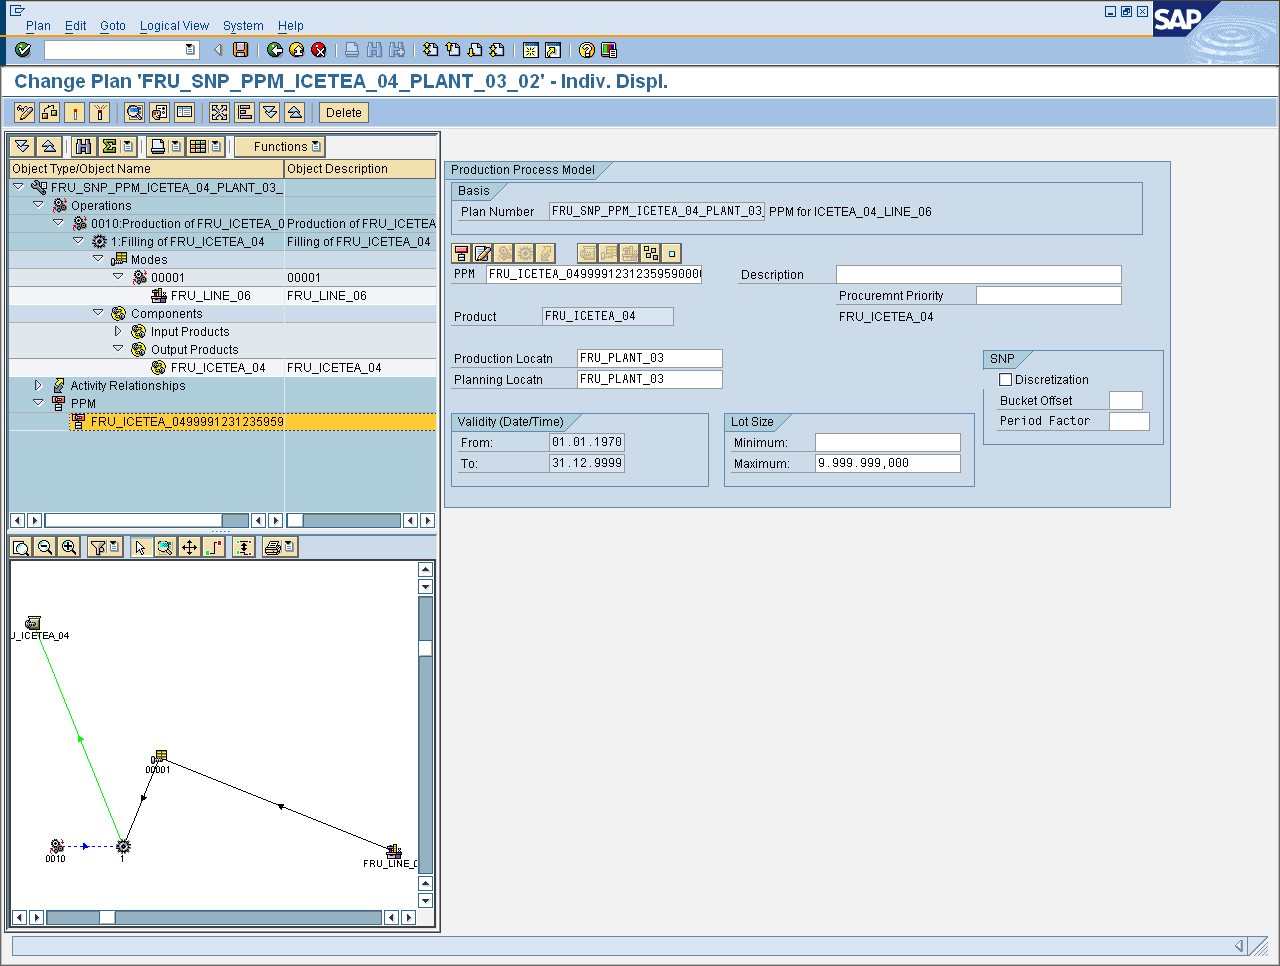 Plan Edit Goto Logical View System Help
SAP
Change Plan 'FRU_SNP_PPM_ICETEA_04_PLANT_03_02' - Indiv. Displ.
Delete
Functions
Object Type/Object Name Object Description
FRU_SNP_PPM_ICETEA_04_PLANT_03_
Operations
0010:Production of FRU_ICETEA_0 Production of FRU_ICETEA
1:Filling of FRU_ICETEA_04 Filling of FRU_ICETEA_04
Modes
00001 00001
FRU_LINE_06 FRU_LINE_06
Components
Input Products
Output Products
FRU_ICETEA_04 FRU_ICETEA_04
Activity Relationships
PPM
FRU_ICETEA_0499991231235959
Production Process Model
Basis
Plan Number FRU_SNP_PPM_ICETEA_04_PLANT_03_ PPM for ICETEA_04_LINE_06
PPM FRU_ICETEA_0499991231235959000 Description
Procuremnt Priority
Product FRU_ICETEA_04 FRU_ICETEA_04
Production Locatn FRU_PLANT_03
Planning Locatn FRU_PLANT_03
SNP
Discretization
Bucket Offset
Period Factor
Validity (Date/Time)
From: 01.01.1970
To: 31.12.9999
Lot Size
Minimum:
Maximum: 9.999.999,000
J_ICETEA_04
00001
0010
1
FRU_LINE_0